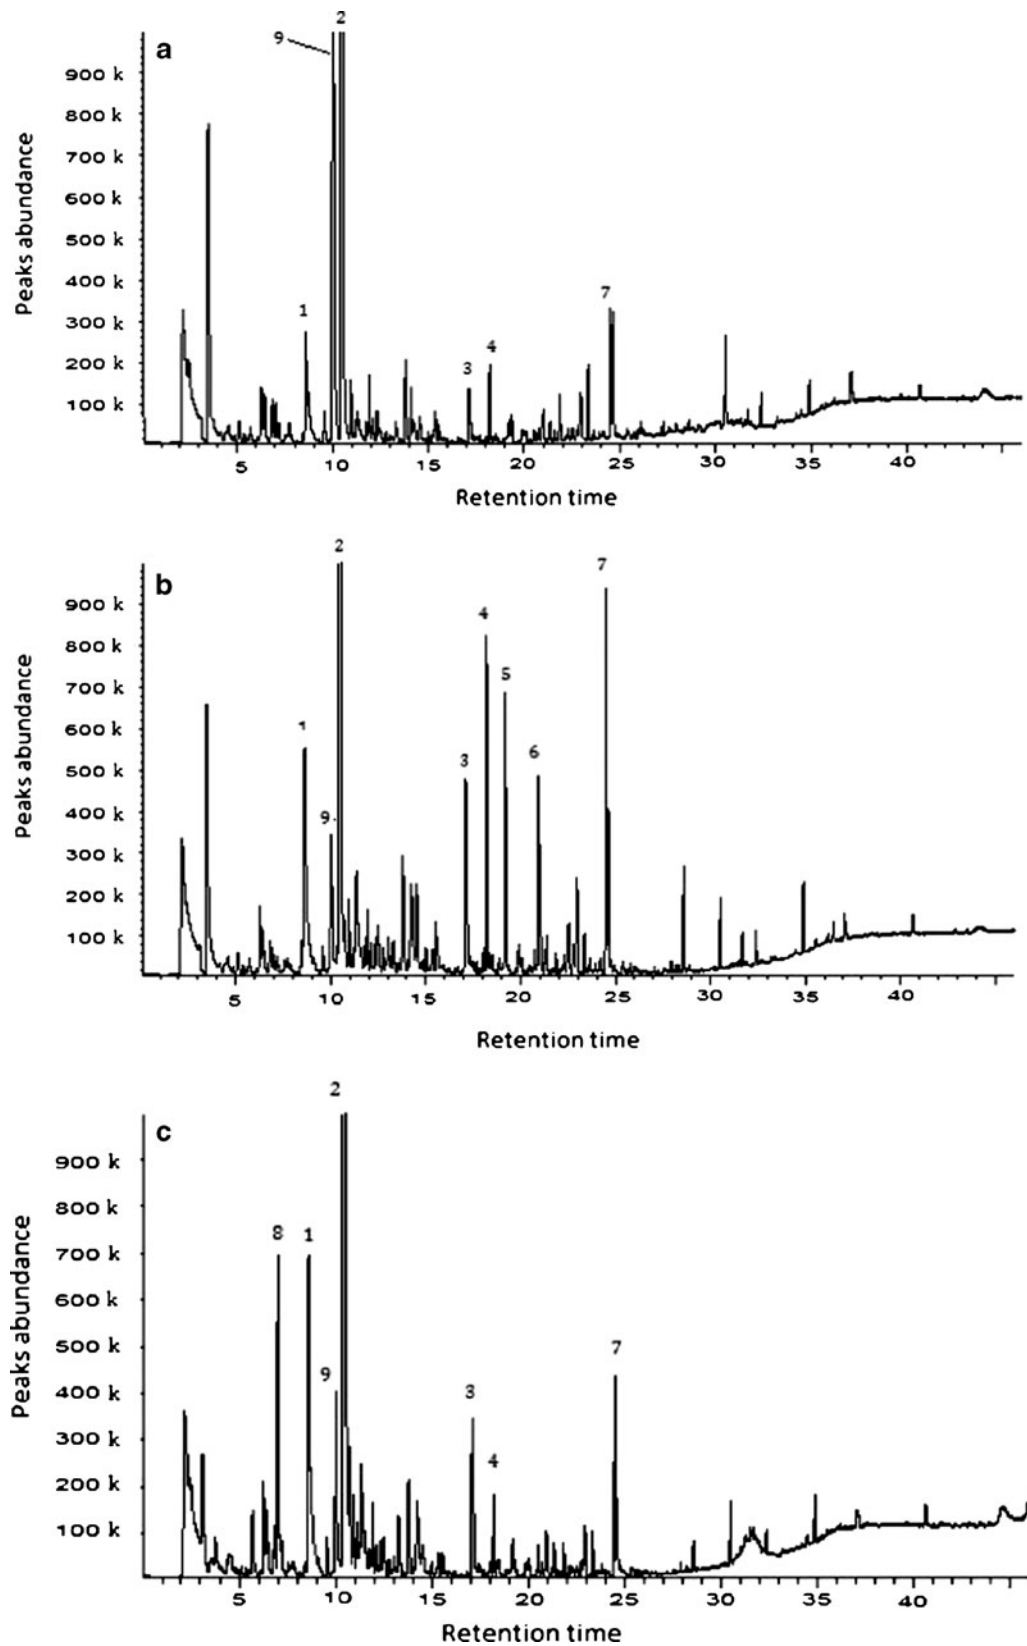 2
a
9
900 k
800 k
700 k
600 k
500 k
400 k
300 k
200 k
100 k
1
3
4
7
5 10 15 20 25 30 35 40
Retention time
Peaks abundance
2
b
7
900 k
800 k
700 k
600 k
500 k
400 k
300 k
200 k
100 k
1
9
3
4
5
6
5 10 15 20 25 30 35 40
Retention time
Peaks abundance
2
c
900 k
800 k
700 k
600 k
500 k
400 k
300 k
200 k
100 k
8
1
9
3
4
7
5 10 15 20 25 30 35 40
Retention time
Peaks abundance